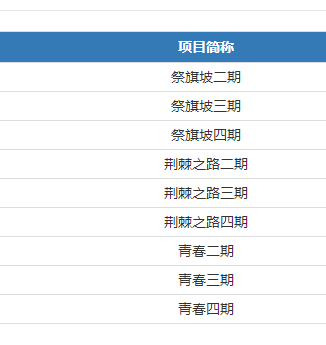 项目简称
祭旗坡二期
祭旗坡三期
祭旗坡四期
荆棘之路二期
荆棘之路三期
荆棘之路四期
青春二期
青春三期
青春四期